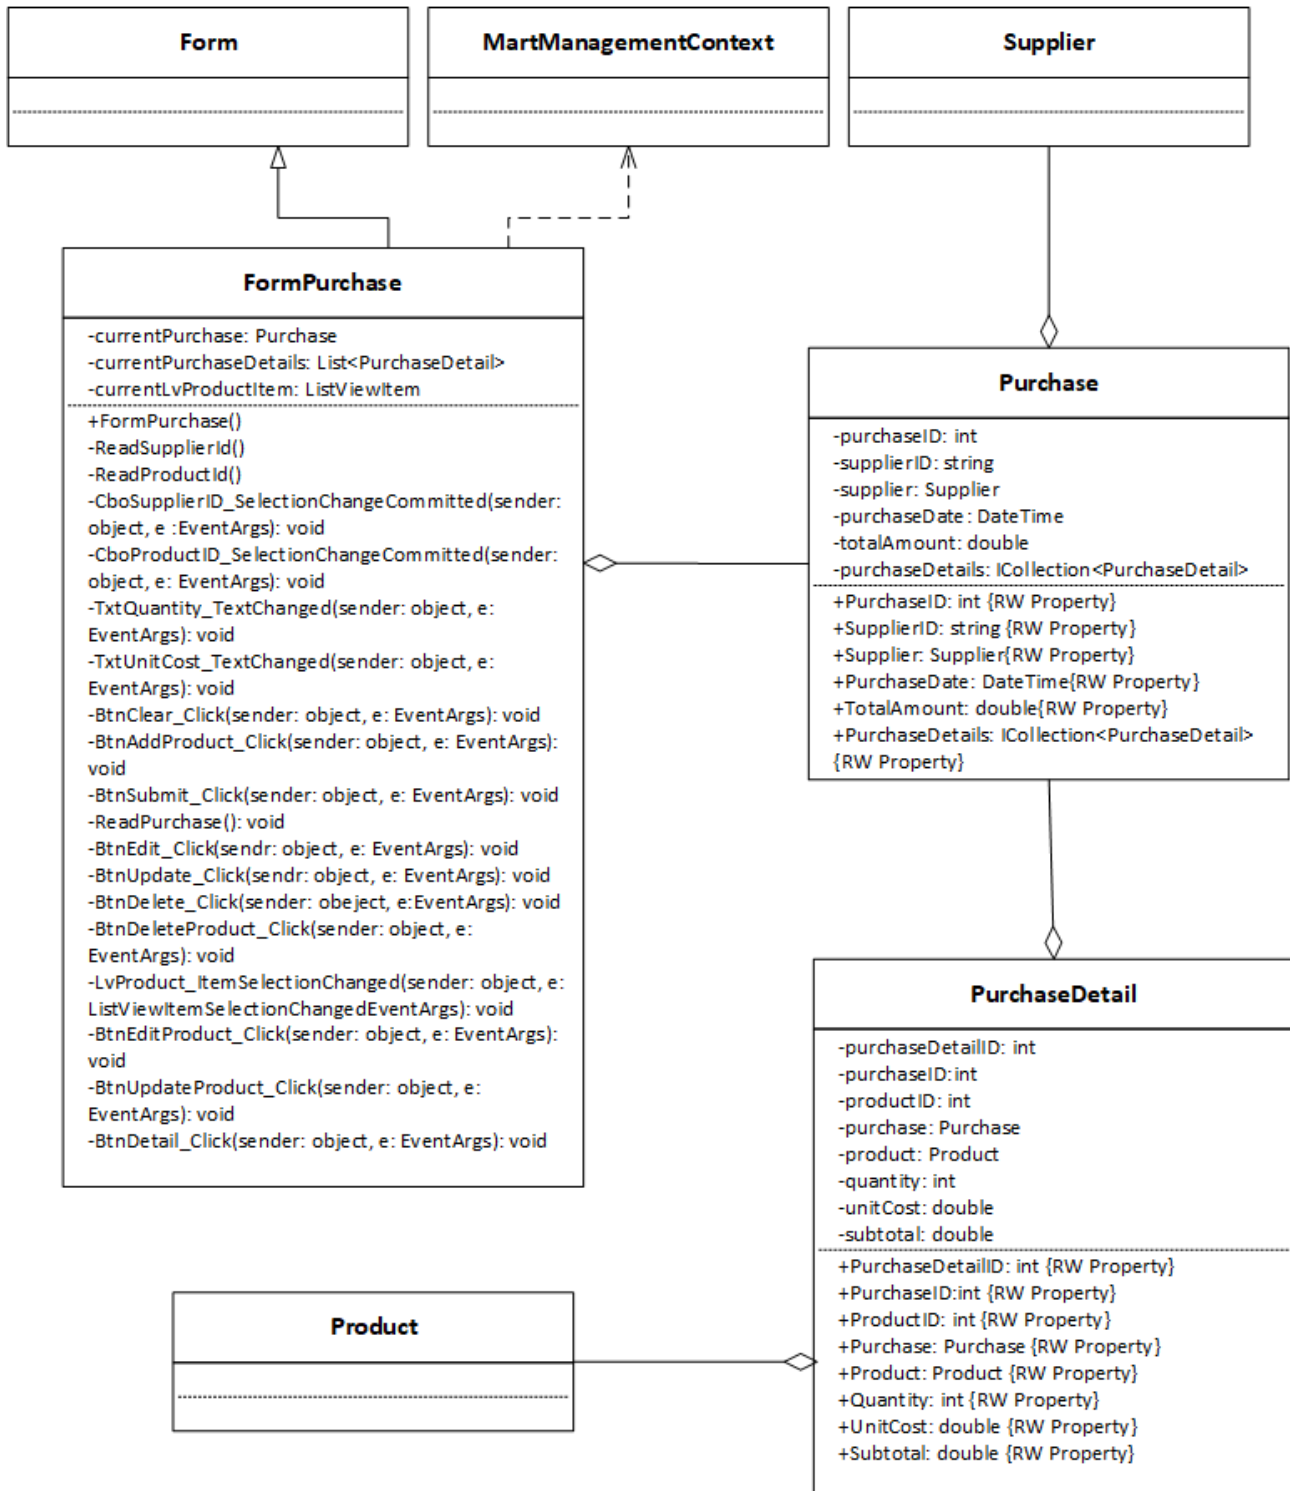 Form
MartManagementContext
Supplier
FormPurchase
-currentPurchase: Purchase
-currentPurchaseDetails: List<PurchaseDetail>
-currentLvProductItem: ListViewItem
+FormPurchase()
-ReadSupplierId()
-ReadProductId()
-CboSupplierID_SelectionChangeCommitted(sender:
object, e :EventArgs): void
-CboProductID_SelectionChangeCommitted(sender:
object, e: EventArgs): void
-TxtQuantity_TextChanged(sender: object, e:
EventArgs): void
-TxtUnitCost_TextChanged(sender: object, e:
EventArgs): void
-BtnClear_Click(sender: object, e: EventArgs): void
-BtnAddProduct_Click(sender: object, e: EventArgs):
void
-BtnSubmit_Click(sender: object, e: EventArgs): void
-ReadPurchase(): void
-BtnEdit_Click(sendr: object, e: EventArgs): void
-BtnUpdate_Click(sendr: object, e: EventArgs): void
-BtnDelete_Click(sender: obeject, e:EventArgs): void
-BtnDeleteProduct_Click(sender: object, e:
EventArgs): void
-LvProduct_ItemSelectionChanged(sender: object, e:
ListViewItemSelectionChangedEventArgs): void
-BtnEditProduct_Click(sender: object, e: EventArgs):
void
-BtnUpdateProduct_Click(sender: object, e:
EventArgs): void
-BtnDetail_Click(sender: object, e: EventArgs): void
Purchase
-purchaseID: int
-supplierID: string
-supplier: Supplier
-purchaseDate: DateTime
-totalAmount: double
-purchaseDetails: ICollection<PurchaseDetail>
+PurchaseID: int {RW Property}
+SupplierID: string {RW Property}
+Supplier: Supplier{RW Property}
+PurchaseDate: DateTime{RW Property}
+TotalAmount: double{RW Property}
+PurchaseDetails: ICollection<PurchaseDetail>
{RW Property}
PurchaseDetail
-purchaseDetailID: int
-purchaseID:int
-productID: int
-purchase: Purchase
-product: Product
-quantity: int
-unitCost: double
-subtotal: double
+PurchaseDetailID: int {RW Property}
+PurchaseID:int {RW Property}
+ProductID: int {RW Property}
+Purchase: Purchase {RW Property}
+Product: Product {RW Property}
+Quantity: int {RW Property}
+UnitCost: double {RW Property}
+Subtotal: double {RW Property}
Product